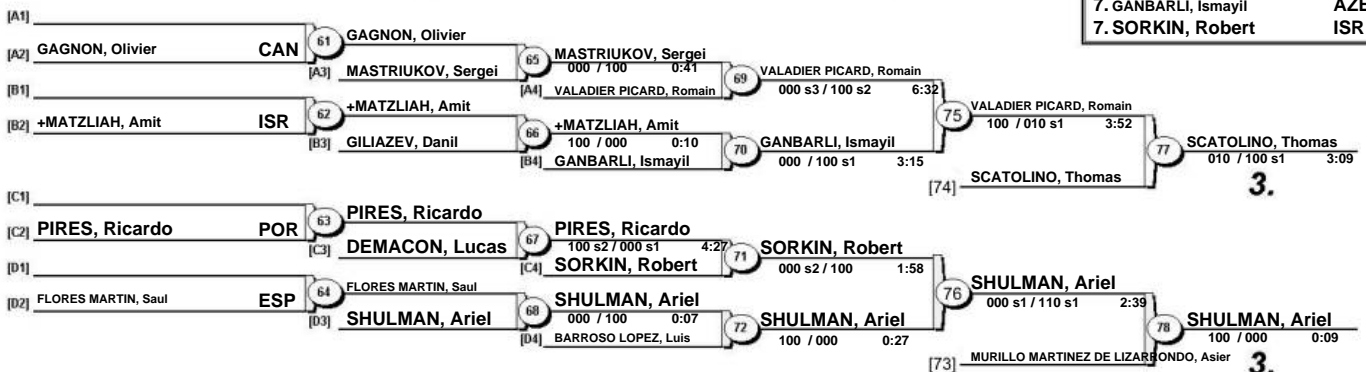 7. GANBARLI, Ismayil AZE
7. SORKIN, Robert ISR
[A1]
[A2] GAGNON, Olivier CAN
61
GAGNON, Olivier
[A3] MASTRIUKOV, Sergei
65
MASTRIUKOV, Sergei
000 / 100 0:41
[A4] VALADIER PICARD, Romain
69
VALADIER PICARD, Romain
000 s3 / 100 s2 6:32
[B1]
[B2] +MATZLIAH, Amit ISR
62
+MATZLIAH, Amit
[B3] GILIAZEV, Danil
66
+MATZLIAH, Amit
100 / 000 0:10
[B4] GANBARLI, Ismayil
70
GANBARLI, Ismayil
000 / 100 s1 3:15
75
VALADIER PICARD, Romain
100 / 010 s1 3:52
[74] SCATOLINO, Thomas
77
SCATOLINO, Thomas
010 / 100 s1 3:09
3.
[C1]
[C2] PIRES, Ricardo POR
63
PIRES, Ricardo
[C3] DEMACON, Lucas
67
PIRES, Ricardo
100 s2 / 000 s1 4:27
[C4] SORKIN, Robert
71
SORKIN, Robert
000 s2 / 100 1:58
[D1]
[D2] FLORES MARTIN, Saul ESP
64
FLORES MARTIN, Saul
[D3] SHULMAN, Ariel
68
SHULMAN, Ariel
000 / 100 0:07
[D4] BARROSO LOPEZ, Luis
72
SHULMAN, Ariel
100 / 000 0:27
76
SHULMAN, Ariel
000 s1 / 110 s1 2:39
[73] MURILLO MARTINEZ DE LIZARRONDO, Asier
78
SHULMAN, Ariel
100 / 000 0:09
3.